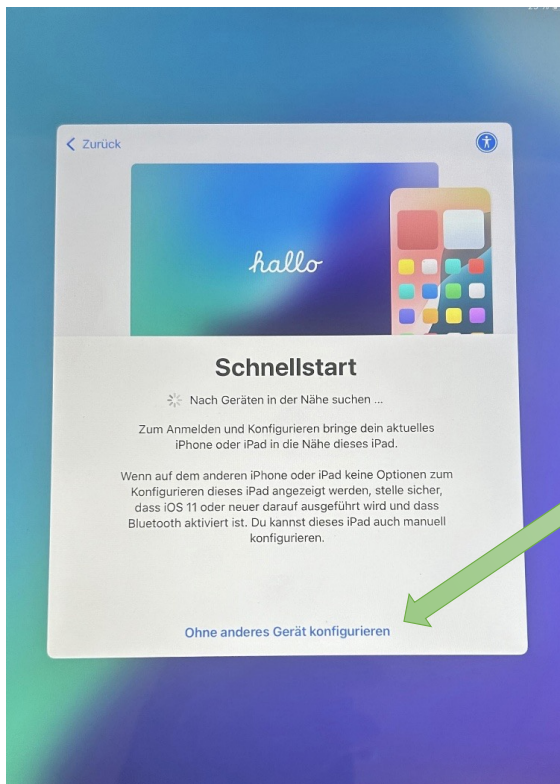 Zurück
hallo
Schnellstart
Nach Geräten in der Nähe suchen ...
Zum Anmelden und Konfigurieren bringe dein aktuelles
iPhone oder iPad in die Nähe dieses iPad.
Wenn auf dem anderen iPhone oder iPad keine Optionen zum
Konfigurieren dieses iPad angezeigt werden, stelle sicher,
dass iOS 11 oder neuer darauf ausgeführt wird und dass
Bluetooth aktiviert ist. Du kannst dieses iPad auch manuell
konfigurieren.
Ohne anderes Gerät konfigurieren